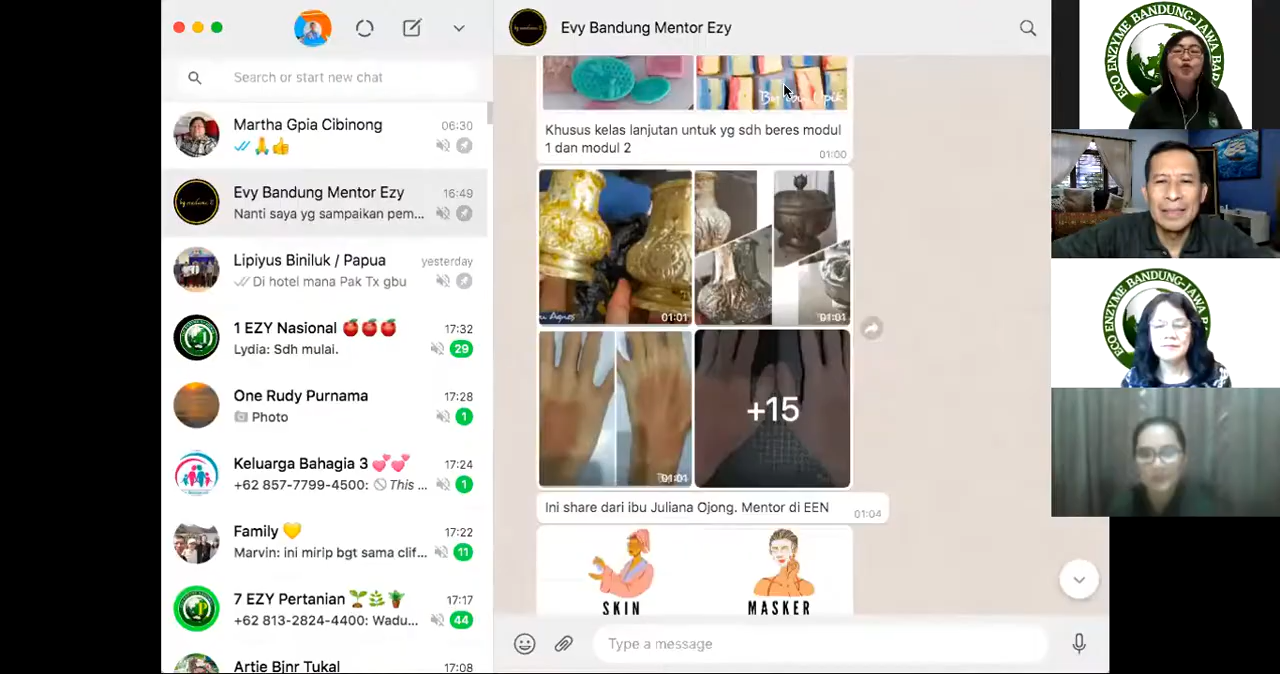 Search or start new chat
Martha Gpia Cibinong
06:30
Evy Bandung Mentor Ezy
16:49
Nanti saya yg sampaikan pem...
Lipiyus Biniluk / Papua
yesterday
Di hotel mana Pak Tx gbu
1 EZY Nasional
17:32
Lydia: Sdh mulai.
29
One Rudy Purnama
17:28
Photo
1
Keluarga Bahagia 3
17:24
+62 857-7799-4500: This ...
1
Family
17:22
Marvin: ini mirip bgt sama clif...
11
7 EZY Pertanian
17:17
+62 813-2824-4400: Wadu...
44
Artie Bjnr Tukal
17:08
Evy Bandung Mentor Ezy
Khusus kelas lanjutan untuk yg sdh beres modul
1 dan modul 2
01:00
01:01
01:01
01:01
+15
Ini share dari ibu Juliana Ojong. Mentor di EEN
01:04
SKIN
MASKER
Type a message
ECO ENZYME BANDUNG-JAWA BAR
ECO ENZYME BANDUNG-JAWA BAR